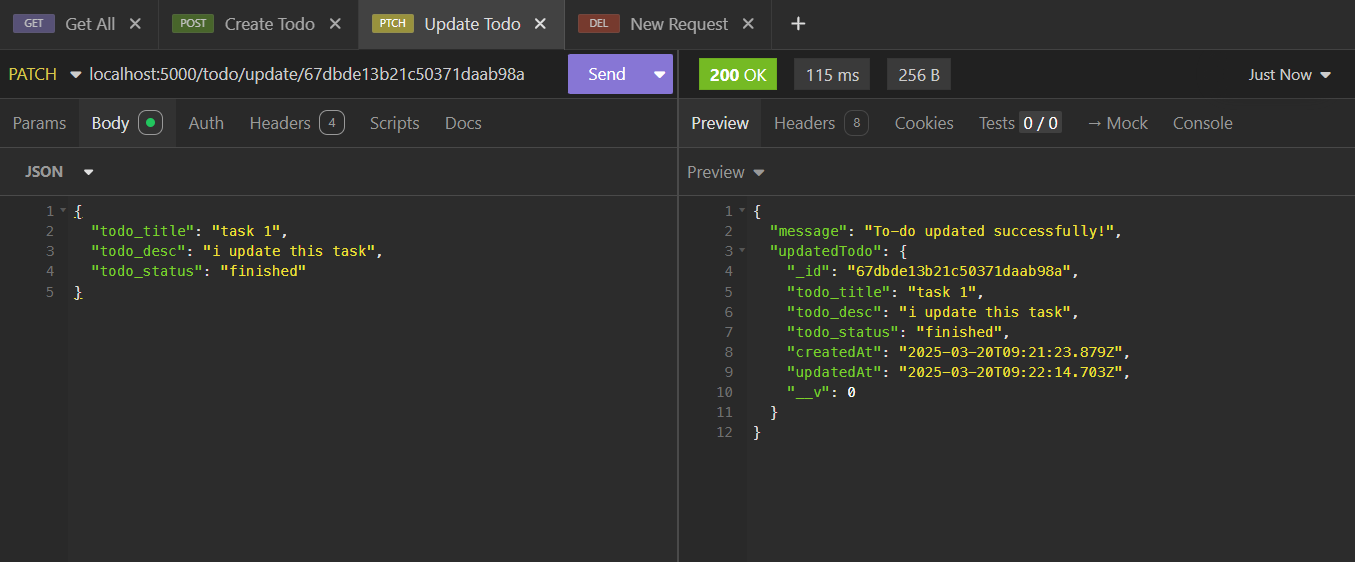 GET Get All × POST Create Todo × PTCH Update Todo × DEL New Request × +
PATCH localhost:5000/todo/update/67dbde13b21c50371daab98a Send
200 OK 115 ms 256 B Just Now
Params Body Auth Headers 4 Scripts Docs
Preview Headers 8 Cookies Tests 0 / 0 → Mock Console
JSON
Preview
1 {
2 "todo_title": "task 1",
3 "todo_desc": "i update this task",
4 "todo_status": "finished"
5 }
1 {
2 "message": "To-do updated successfully!",
3 "updatedTodo": {
4 "_id": "67dbde13b21c50371daab98a",
5 "todo_title": "task 1",
6 "todo_desc": "i update this task",
7 "todo_status": "finished",
8 "createdAt": "2025-03-20T09:21:23.879Z",
9 "updatedAt": "2025-03-20T09:22:14.703Z",
10 "__v": 0
11 }
12 }